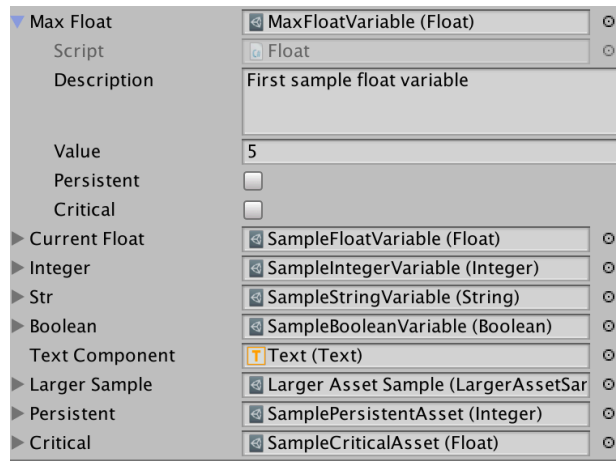 Max Float MaxFloatVariable (Float)
Script Float
Description First sample float variable
Value 5
Persistent
Critical
Current Float SampleFloatVariable (Float)
Integer SampleIntegerVariable (Integer)
Str SampleStringVariable (String)
Boolean SampleBooleanVariable (Boolean)
Text Component T Text (Text)
Larger Sample Larger Asset Sample (LargerAssetSar
Persistent SamplePersistentAsset (Integer)
Critical SampleCriticalAsset (Float)